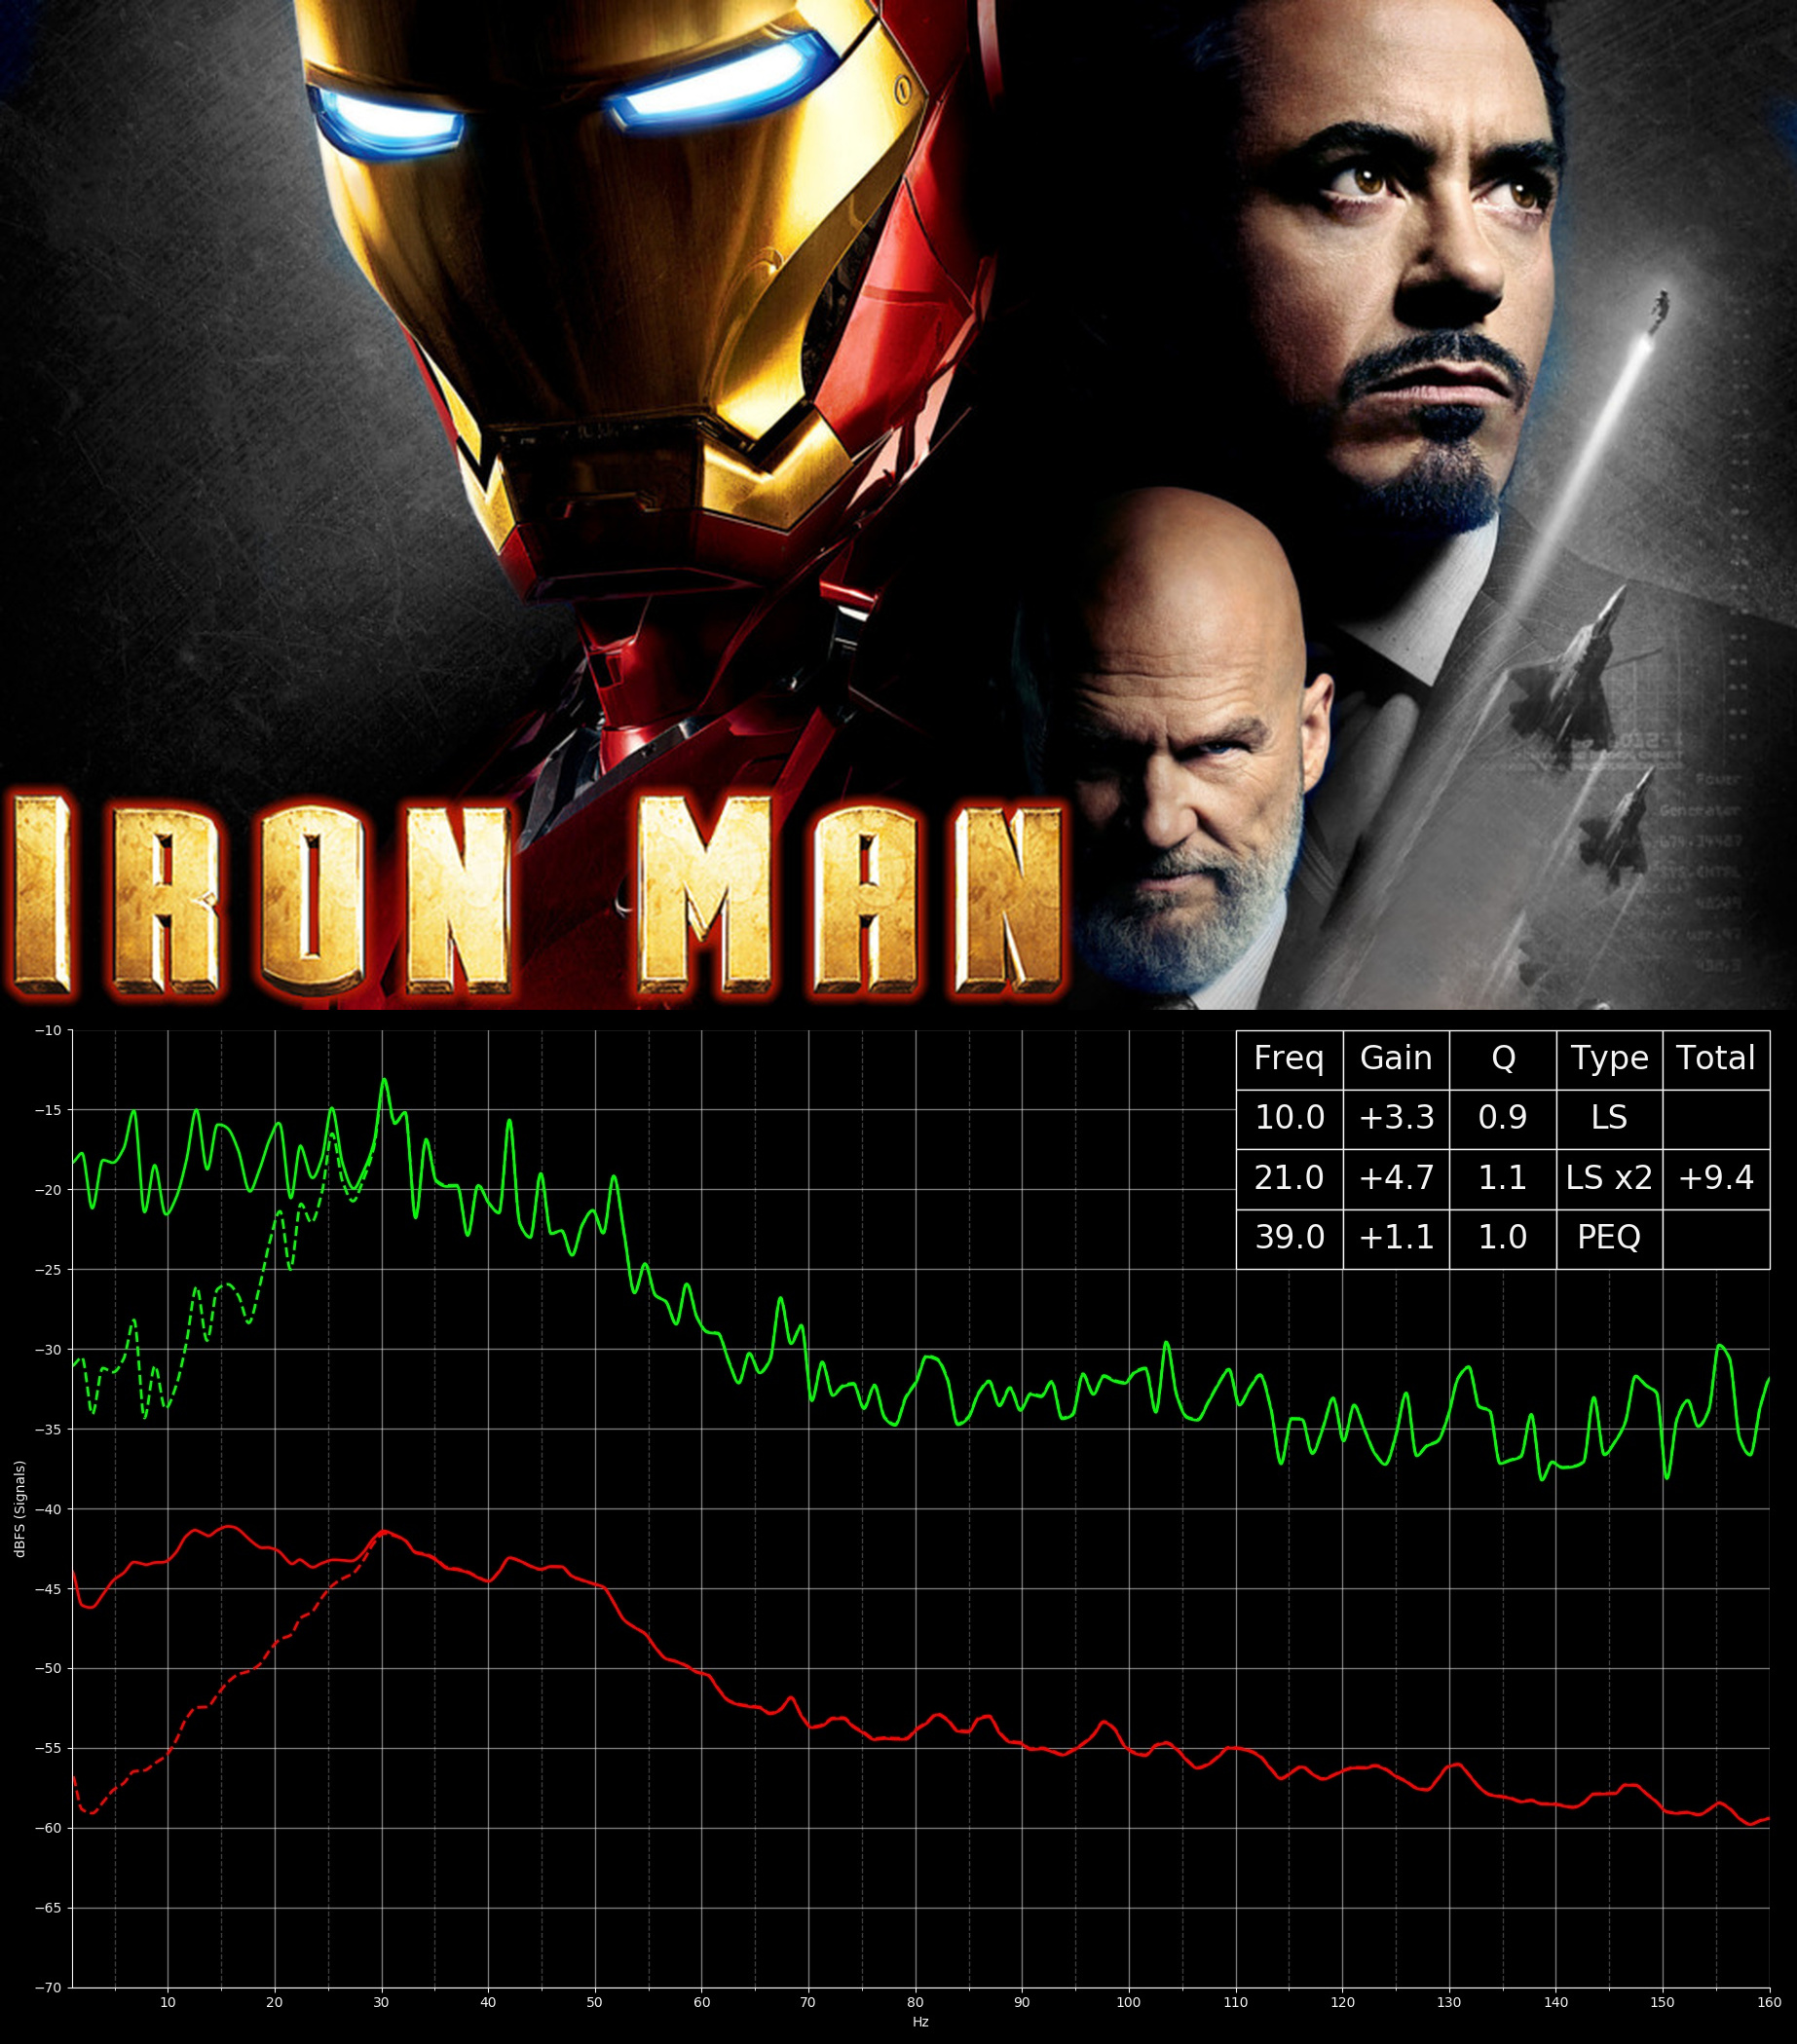 Power
Generator
IRON MAN
Freq Gain Q Type Total
10.0 +3.3 0.9 LS
21.0 +4.7 1.1 LS x2 +9.4
39.0 +1.1 1.0 PEQ
−10
−15
−20
−25
−30
−35
−40
−45
−50
−55
−60
−65
−70
dBFS (Signals)
10 20 30 40 50 60 70 80 90 100 110 120 130 140 150 160
Hz